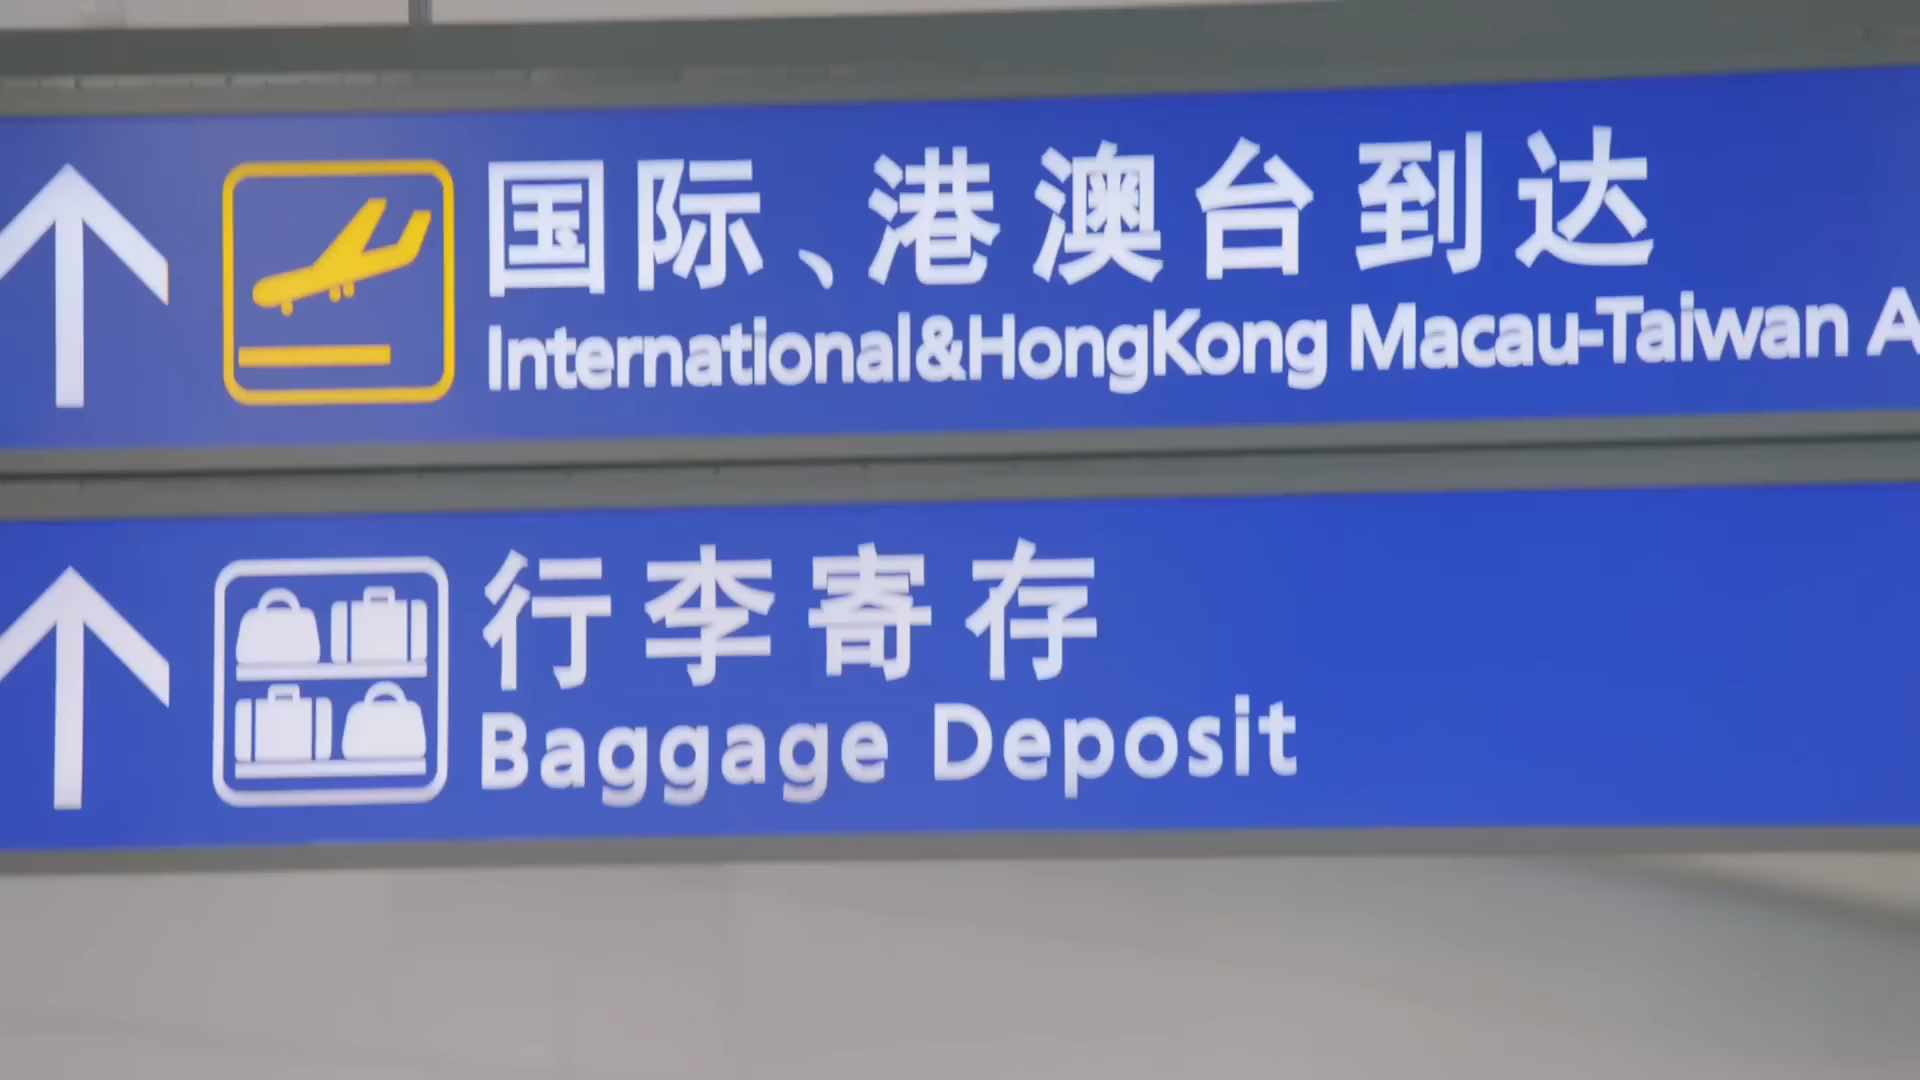 国际、港澳台到达
International&HongKong Macau-Taiwan A
行李寄存
Baggage Deposit